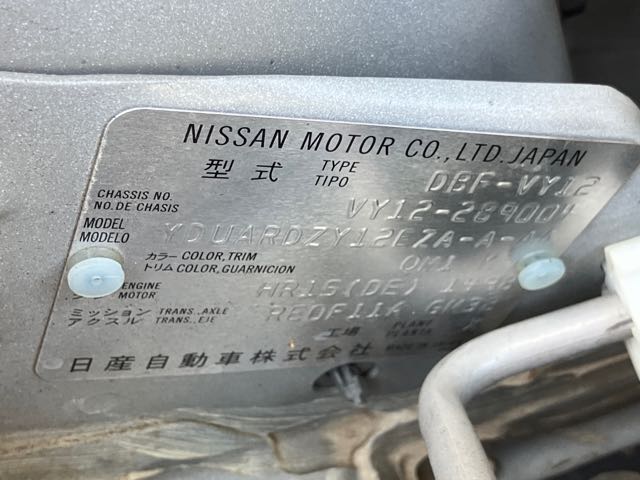 NISSAN MOTOR CO., LTD. JAPAN
型式 TYPE TIPO DBF-VY12
CHASSIS NO. NO. DE CHASIS
MODEL MODELO
カラー COLOR, TRIM
トリム COLOR, GUARNICION
ENGINE MOTOR HR15(DE)
ミッション TRANS., AXLE
アクスル TRANS., EJE RE0F11A
工場 PLANT PLANTA
日産自動車株式会社